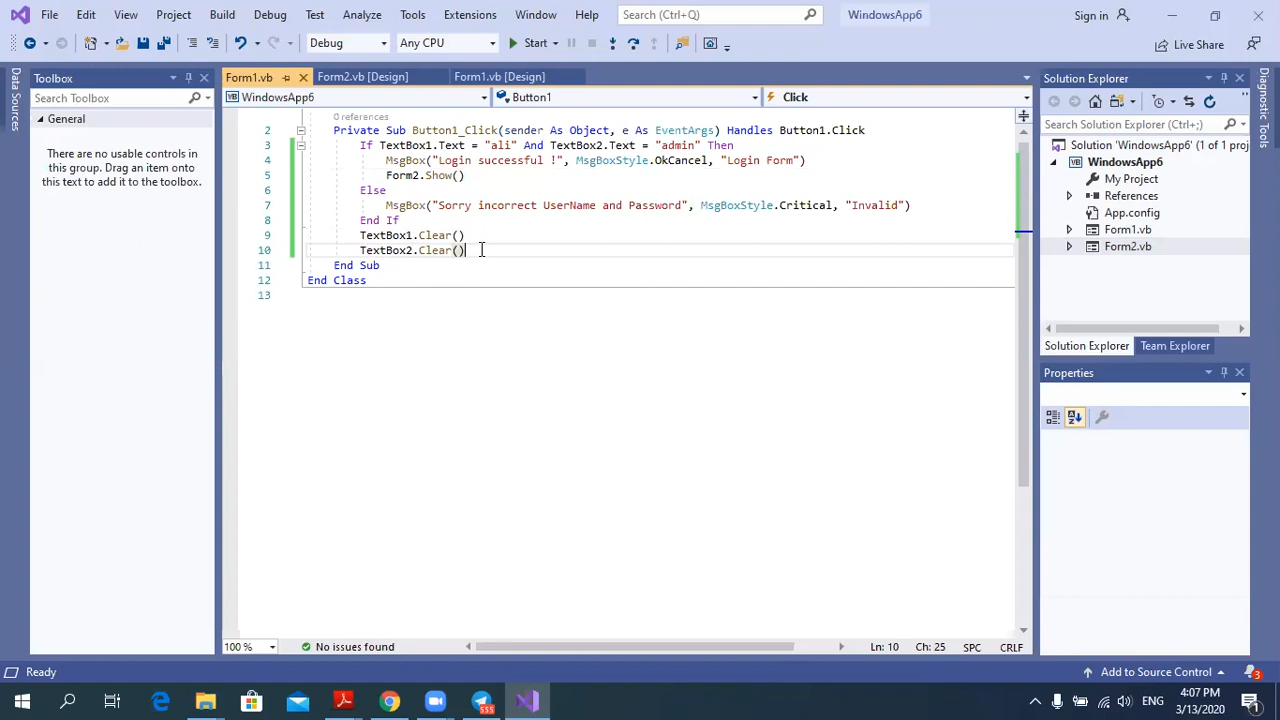 File Edit View Project Build Debug Test Analyze Tools Extensions Window Help Search (Ctrl+Q) WindowsApp6 Sign in
Debug Any CPU Start Live Share
Data Sources
Toolbox
Search Toolbox
General
There are no usable controls in
this group. Drag an item onto
this text to add it to the toolbox.
Form1.vb Form2.vb [Design] Form1.vb [Design]
WindowsApp6 Button1 Click
0 references
2 Private Sub Button1_Click(sender As Object, e As EventArgs) Handles Button1.Click
3 If TextBox1.Text = "ali" And TextBox2.Text = "admin" Then
4 MsgBox("Login successful !", MsgBoxStyle.OkCancel, "Login Form")
5 Form2.Show()
6 Else
7 MsgBox("Sorry incorrect UserName and Password", MsgBoxStyle.Critical, "Invalid")
8 End If
9 TextBox1.Clear()
10 TextBox2.Clear()
11 End Sub
12 End Class
13
100 % No issues found Ln: 10 Ch: 25 SPC CRLF
Solution Explorer
Search Solution Explorer (Ctrl+;)
Solution 'WindowsApp6' (1 of 1 proj
WindowsApp6
My Project
References
App.config
Form1.vb
Form2.vb
Solution Explorer Team Explorer
Properties
Diagnostic Tools
Ready Add to Source Control 3
555 ENG 4:07 PM
3/13/2020 1